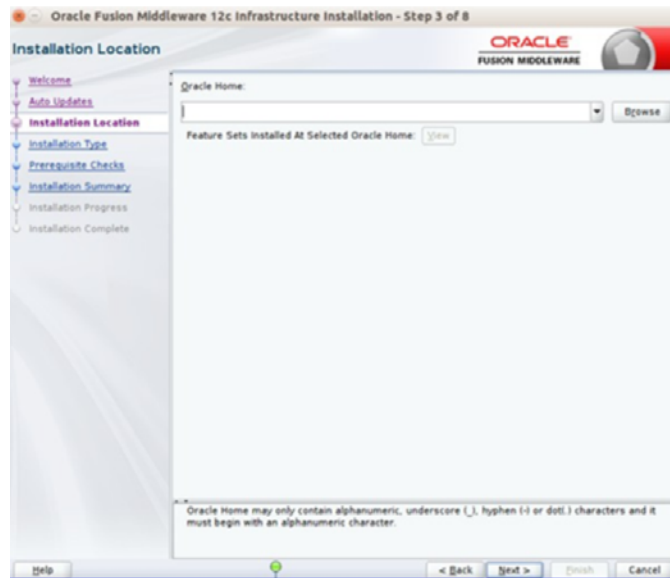 Oracle Fusion Middleware 12c Infrastructure Installation - Step 3 of 8
Installation Location
ORACLE
FUSION MIDDLEWARE
Welcome
Auto Updates
Installation Location
Installation Type
Prerequisite Checks
Installation Summary
Installation Progress
Installation Complete
Oracle Home:
Browse
Feature Sets Installed At Selected Oracle Home: View
Oracle Home may only contain alphanumeric, underscore (_), hyphen (-) or dot(.) characters and it
must begin with an alphanumeric character.
Help
< Back
Next >
Finish
Cancel